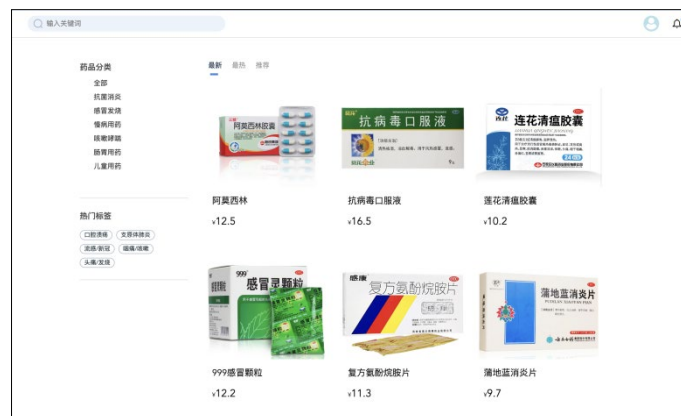 输入关键词
药品分类
全部
抗菌消炎
感冒发烧
慢病用药
咳嗽哮喘
肠胃用药
儿童用药
热门标签
口腔溃疡
支原体肺炎
流感/新冠
咽痛/咳嗽
头痛/发烧
最新 最热 推荐
阿莫西林胶囊
阿莫西林
¥12.5
抗病毒口服液
抗病毒口服液
¥16.5
连花清瘟胶囊
莲花清瘟胶囊
¥10.2
999
感冒灵颗粒
999感冒颗粒
¥12.2
感康
复方氨酚烷胺片
复方氨酚烷胺片
¥11.3
蒲地蓝消炎片
蒲地蓝消炎片
¥9.7